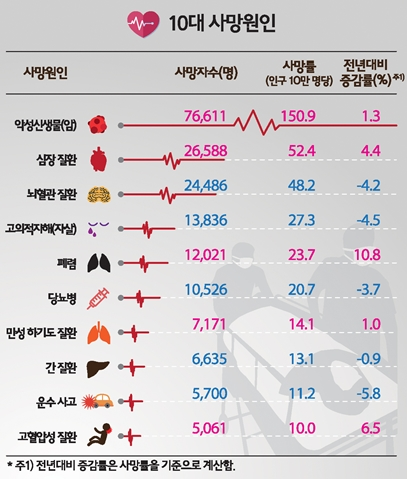 10대 사망원인
사망원인 사망자수(명) 사망률 (인구 10만 명당) 전년대비 증감률(%)주1)
악성신생물(암) 76,611 150.9 1.3
심장 질환 26,588 52.4 4.4
뇌혈관 질환 24,486 48.2 -4.2
고의적자해(자살) 13,836 27.3 -4.5
폐렴 12,021 23.7 10.8
당뇨병 10,526 20.7 -3.7
만성 하기도 질환 7,171 14.1 1.0
간 질환 6,635 13.1 -0.9
운수 사고 5,700 11.2 -5.8
고혈압성 질환 5,061 10.0 6.5
* 주1) 전년대비 증감률은 사망률을 기준으로 계산함.